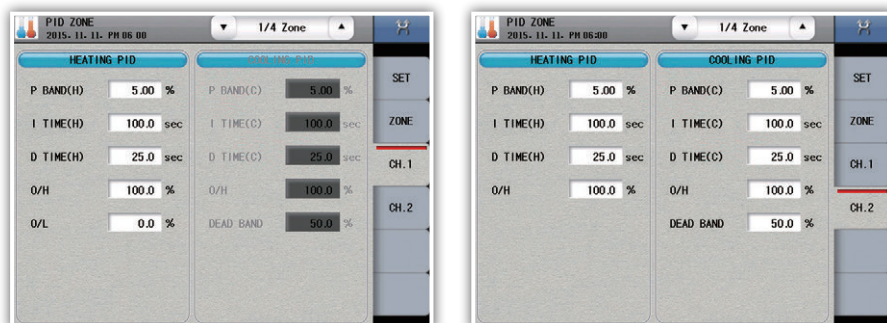 PID ZONE
2015. 11. 11. PM 06 00
▼ 1/4 Zone ▲
HEATING PID
COOLING PID
P BAND(H) 5.00 %
P BAND(C) 5.00 %
I TIME(H) 100.0 sec
I TIME(C) 100.0 sec
D TIME(H) 25.0 sec
D TIME(C) 25.0 sec
O/H 100.0 %
O/H 100.0 %
O/L 0.0 %
DEAD BAND 50.0 %
SET
ZONE
CH.1
CH.2
PID ZONE
2015. 11. 11. PM 06:00
▼ 1/4 Zone ▲
HEATING PID
COOLING PID
P BAND(H) 5.00 %
P BAND(C) 5.00 %
I TIME(H) 100.0 sec
I TIME(C) 100.0 sec
D TIME(H) 25.0 sec
D TIME(C) 25.0 sec
O/H 100.0 %
O/H 100.0 %
DEAD BAND 50.0 %
SET
ZONE
CH.1
CH.2